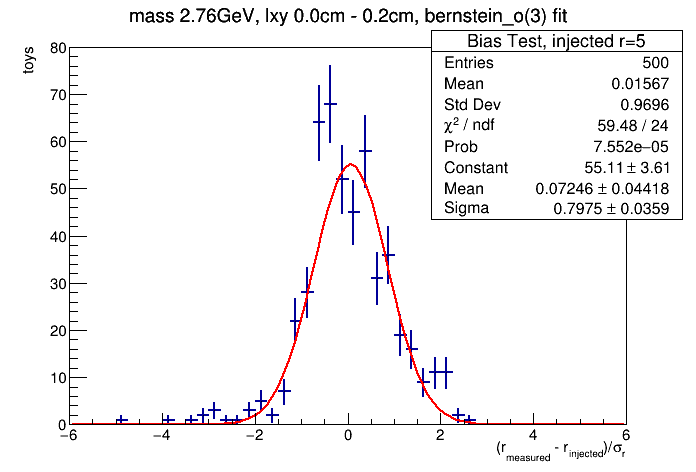 mass 2.76GeV, lxy 0.0cm - 0.2cm, bernstein_o(3) fit
Bias Test, injected r=5
Entries 500
Mean 0.01567
Std Dev 0.9696
χ² / ndf 59.48 / 24
Prob 7.552e−05
Constant 55.11 ± 3.61
Mean 0.07246 ± 0.04418
Sigma 0.7975 ± 0.0359
toys
80
70
60
50
40
30
20
10
0
−6 −4 −2 0 2 4 6
(r_measured - r_injected)/σ_r